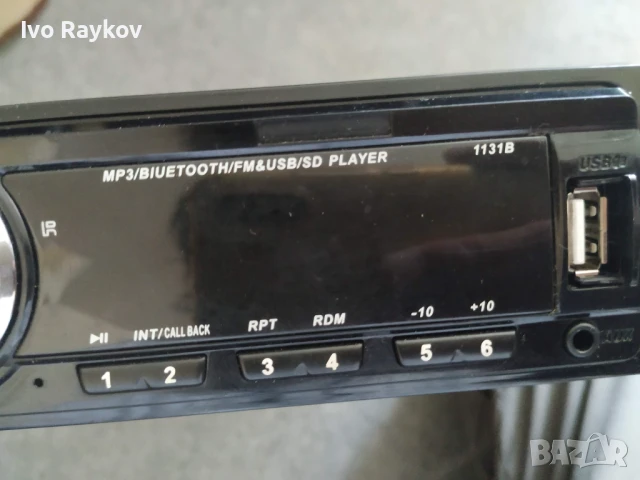 Ivo Raykov
MP3/BIUETOOTH/FM&USB/SD PLAYER 1131B
USB
INT/CALL BACK RPT RDM -10 +10
1 2 3 4 5 6
BAZAR